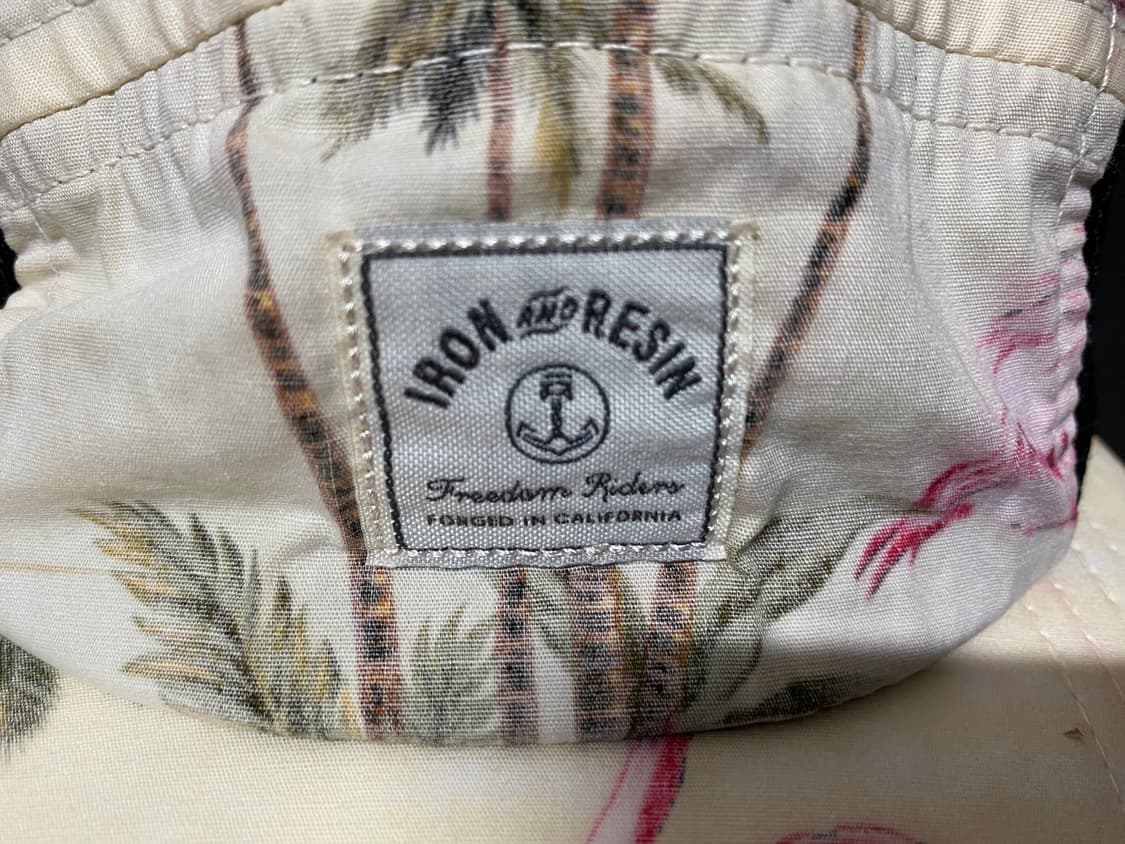 IRON AND RESIN
Freedom Riders
FORGED IN CALIFORNIA